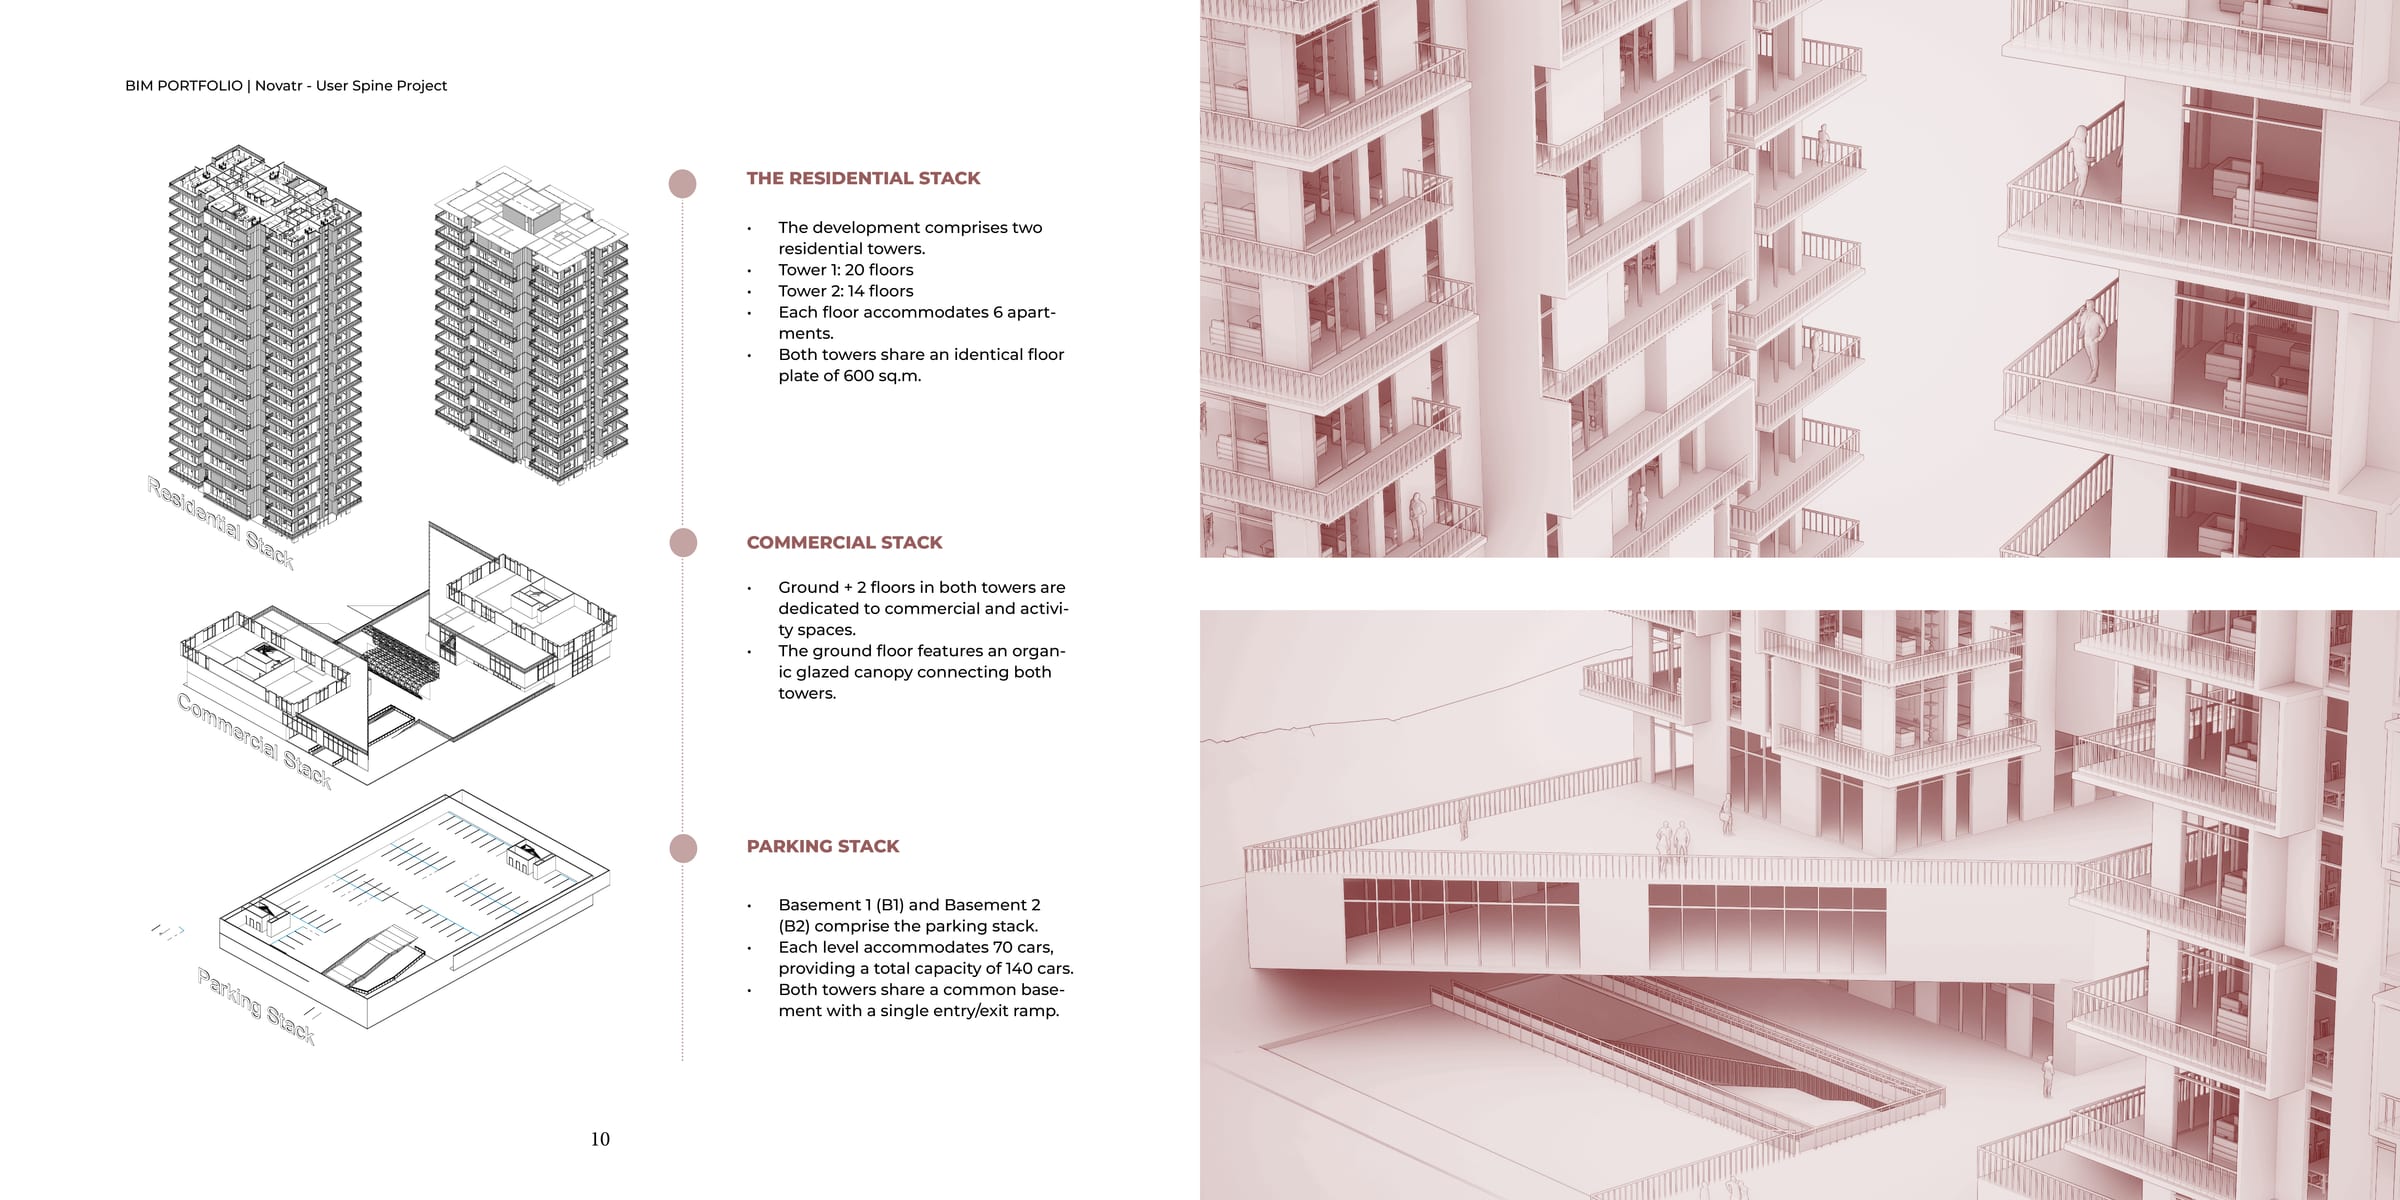 BIM PORTFOLIO | Novatr - User Spine Project
Residential Stack
Commercial Stack
Parking Stack
THE RESIDENTIAL STACK
• The development comprises two
residential towers.
• Tower 1: 20 floors
• Tower 2: 14 floors
• Each floor accommodates 6 apart-
ments.
• Both towers share an identical floor
plate of 600 sq.m.
COMMERCIAL STACK
• Ground + 2 floors in both towers are
dedicated to commercial and activi-
ty spaces.
• The ground floor features an organ-
ic glazed canopy connecting both
towers.
PARKING STACK
• Basement 1 (B1) and Basement 2
(B2) comprise the parking stack.
• Each level accommodates 70 cars,
providing a total capacity of 140 cars.
• Both towers share a common base-
ment with a single entry/exit ramp.
10